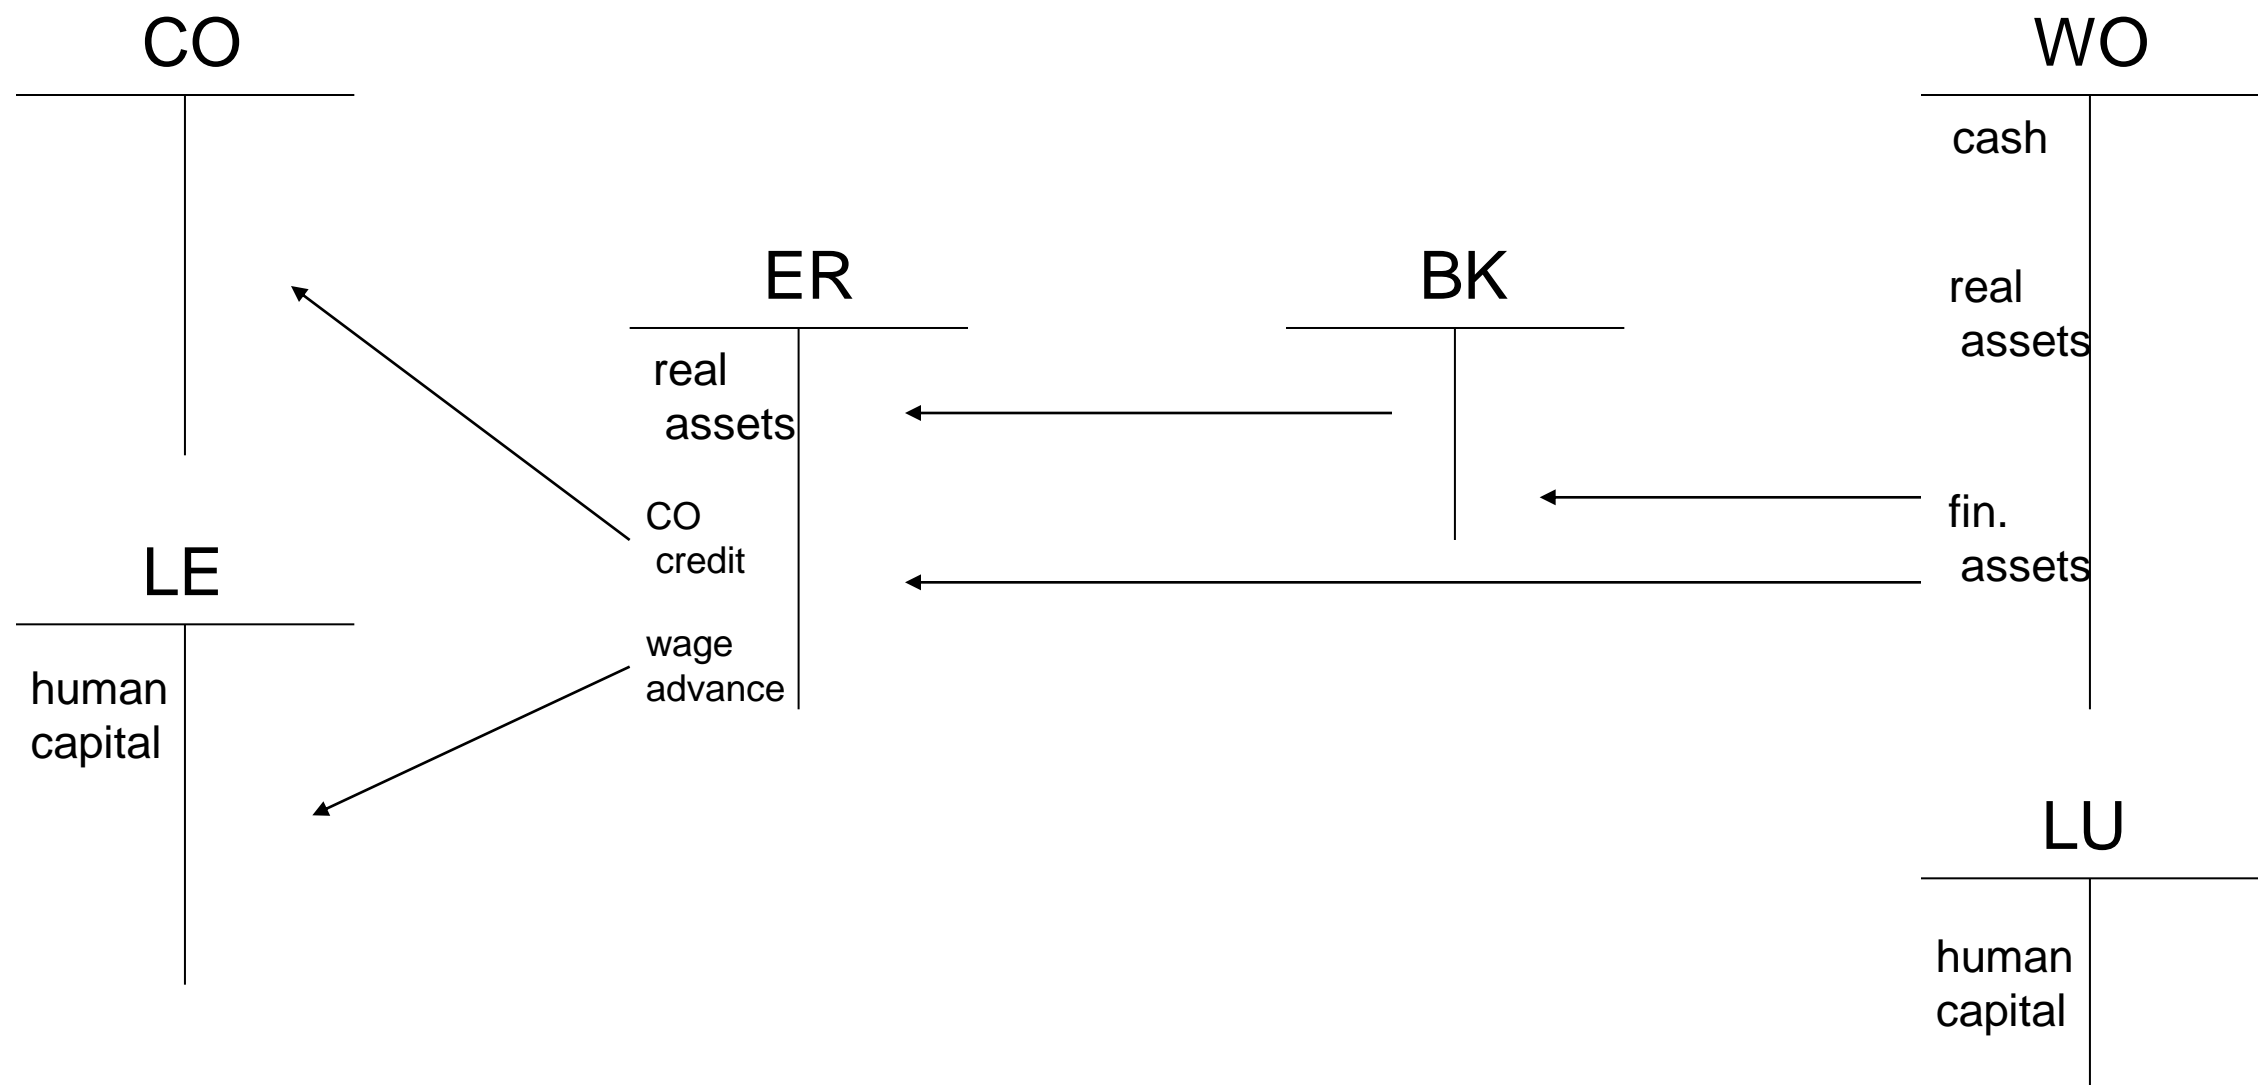 CO
WO
cash
ER
BK
real
assets
real
assets
CO
credit
fin.
assets
LE
wage
advance
human
capital
LU
human
capital